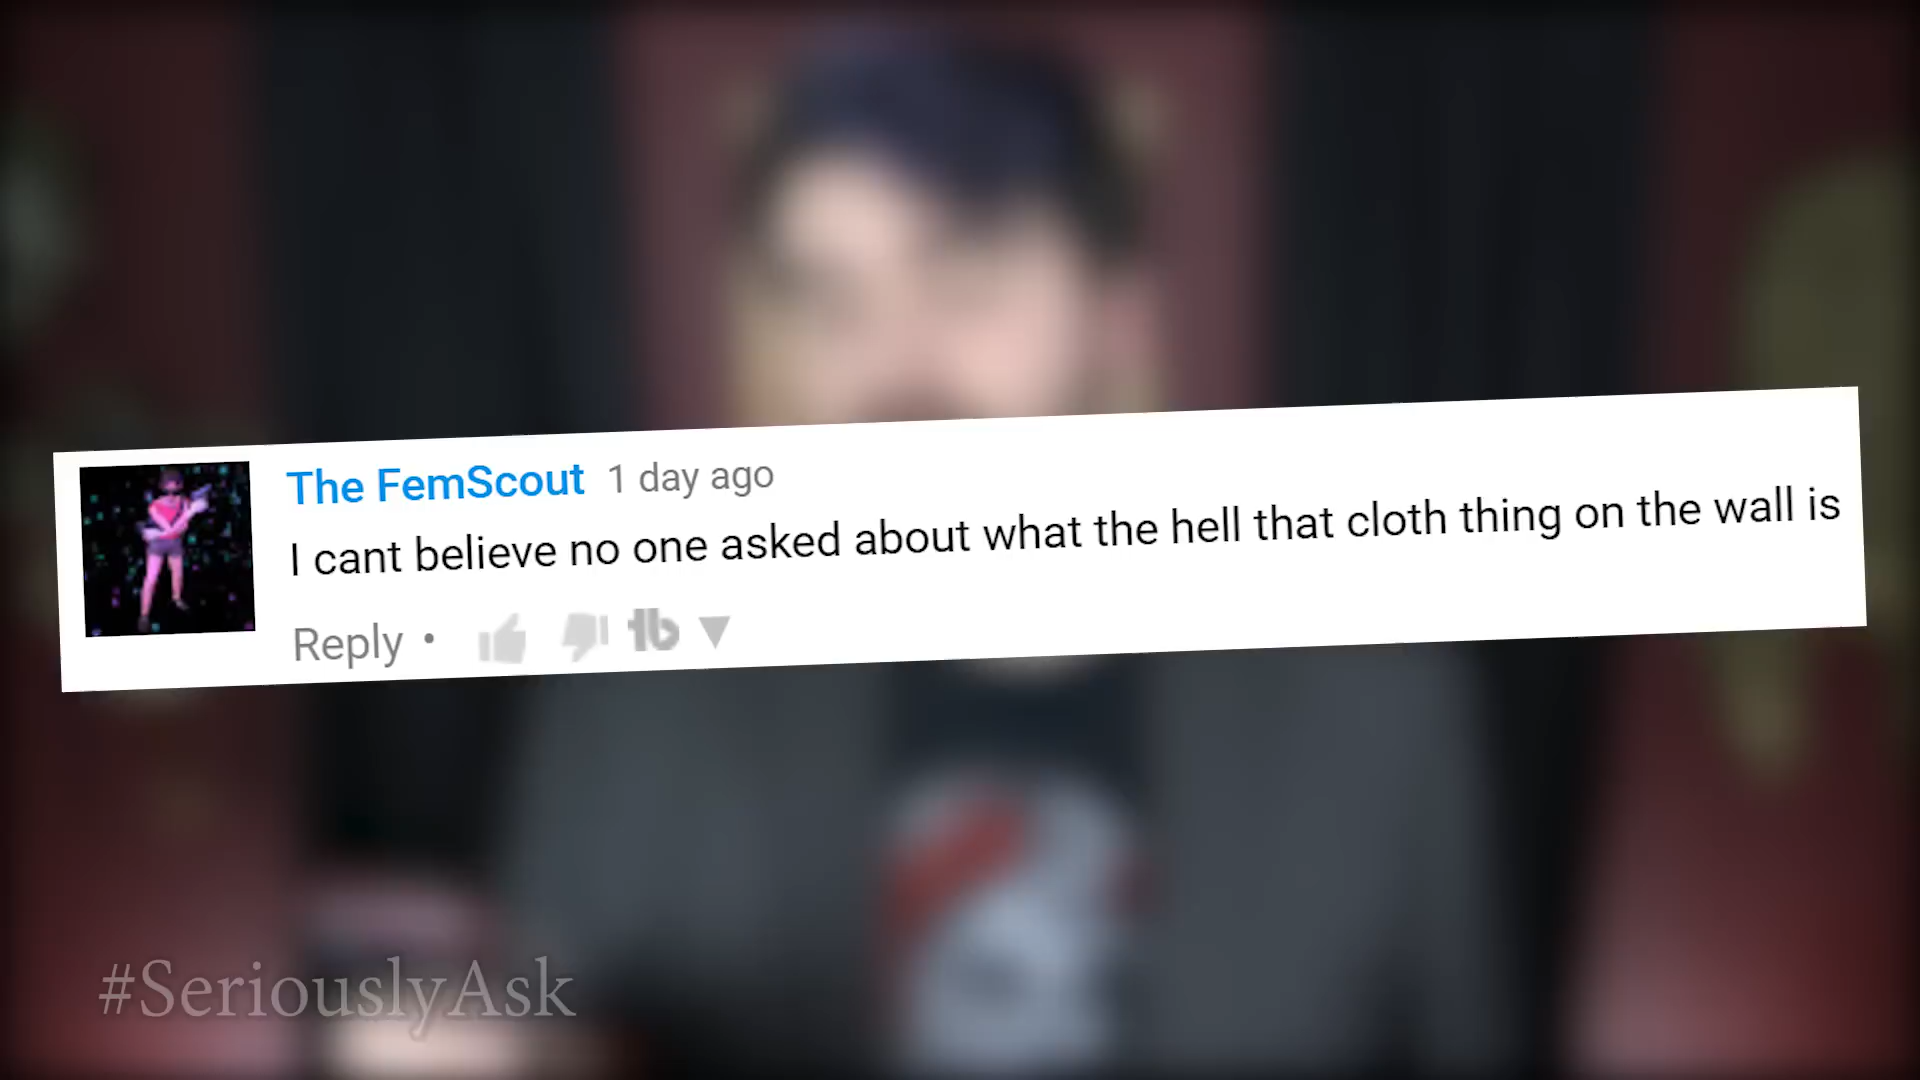 The FemScout 1 day ago
I cant believe no one asked about what the hell that cloth thing on the wall is
Reply •
tb
#SeriouslyAsk